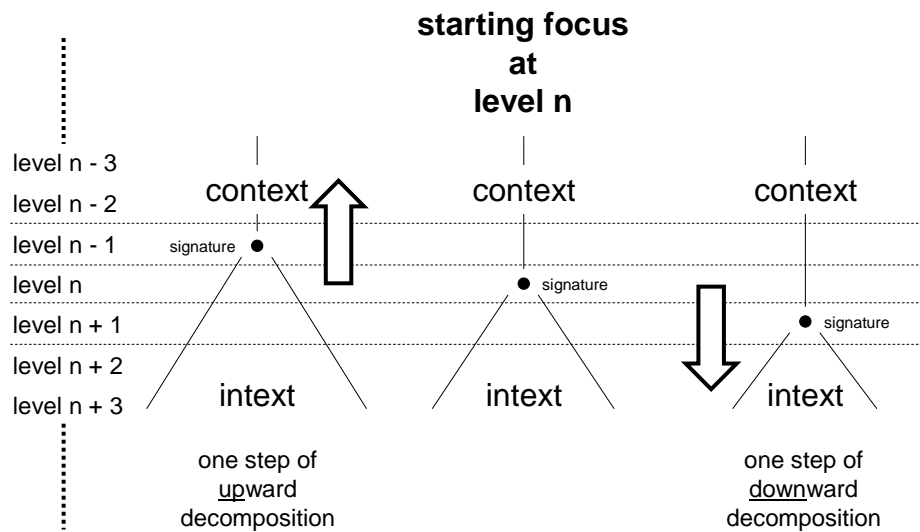 starting focus
at
level n
level n - 3
context
context
context
level n - 2
level n - 1
signature
level n
signature
level n + 1
signature
level n + 2
level n + 3
intext
intext
intext
one step of
upward
decomposition
one step of
downward
decomposition